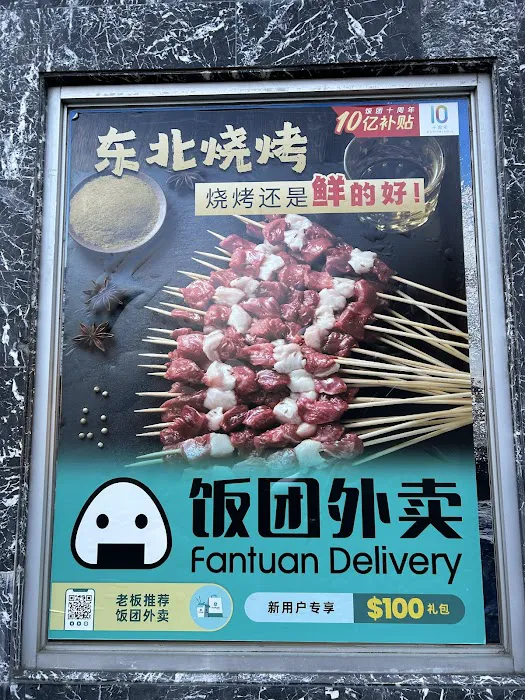 饭团十周年
10亿补贴
10
东北烧烤
烧烤还是鲜的好!
饭团外卖
Fantuan Delivery
老板推荐
饭团外卖
新用户专享
$100礼包